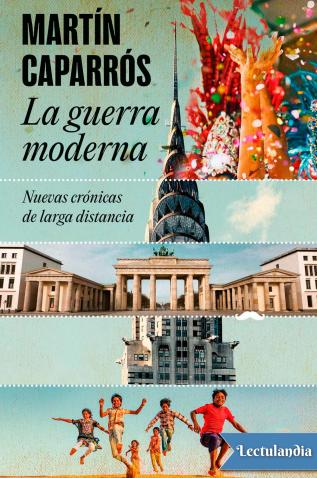 MARTÍN
CAPARRÓS
La guerra
moderna
Nuevas crónicas
de larga distancia
Lectulandia